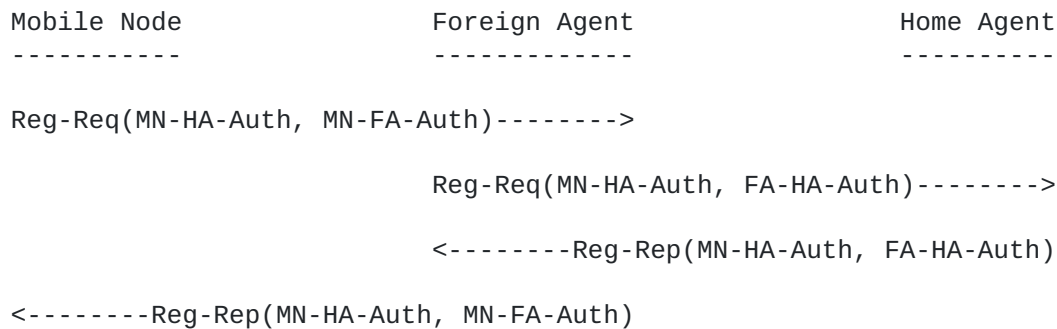 Mobile Node                Foreign Agent                 Home Agent
-----------                -------------                 ----------
Reg-Req(MN-HA-Auth, MN-FA-Auth)-------->
Reg-Req(MN-HA-Auth, FA-HA-Auth)-------->
<--------Reg-Rep(MN-HA-Auth, FA-HA-Auth)
<--------Reg-Rep(MN-HA-Auth, MN-FA-Auth)